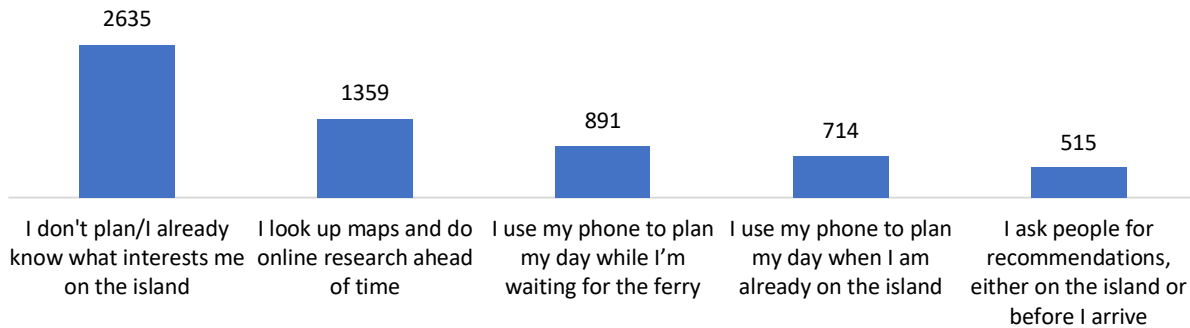 2635
1359
891
714
515
I don't plan/I already
know what interests me
on the island
I look up maps and do
online research ahead
of time
I use my phone to plan
my day while I’m
waiting for the ferry
I use my phone to plan
my day when I am
already on the island
I ask people for
recommendations,
either on the island or
before I arrive